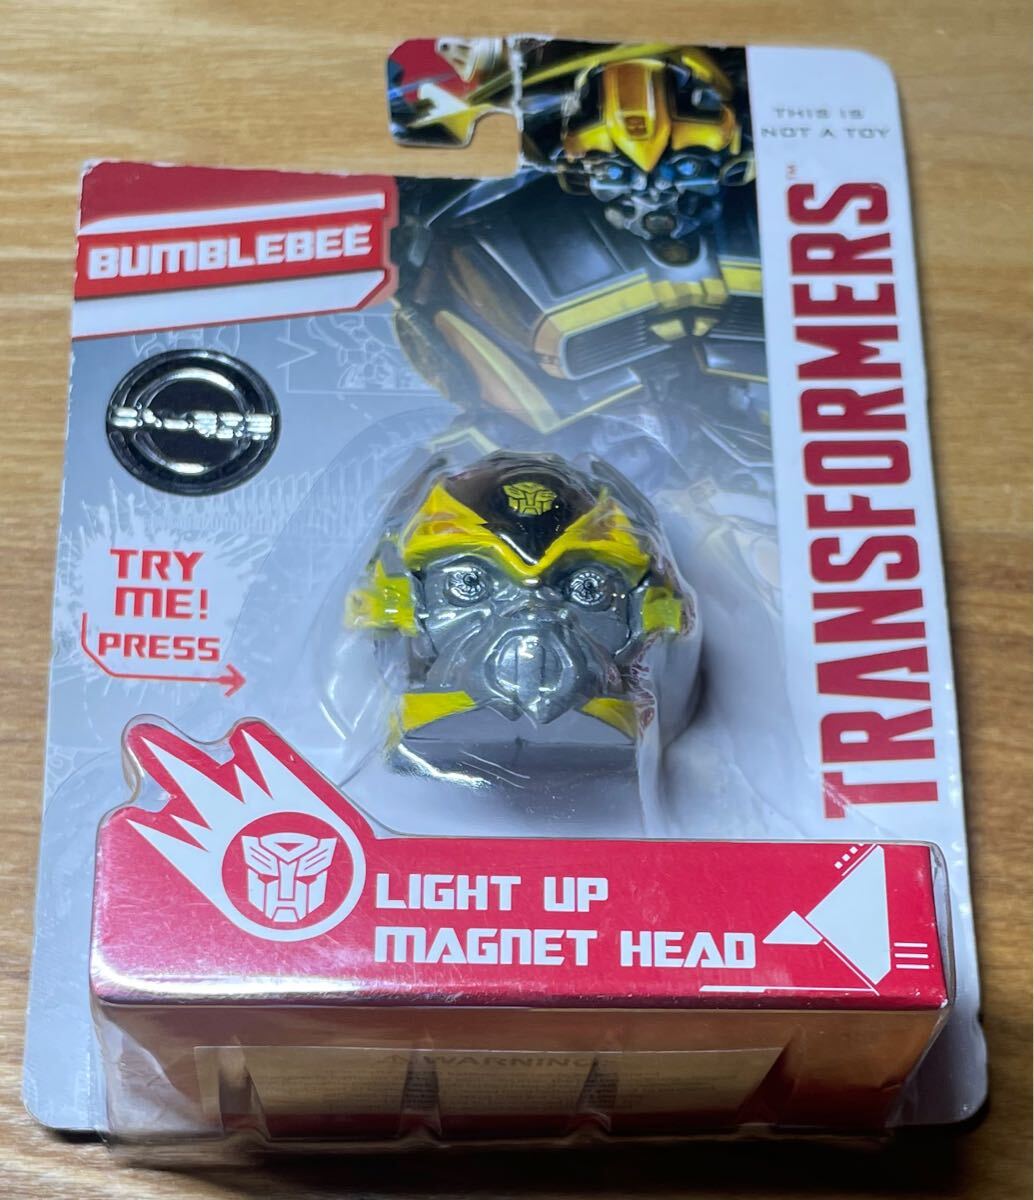 THIS IS
NOT A TOY
BUMBLEBEE
TRANSFORMERS
TRY
ME!
PRESS
LIGHT UP
MAGNET HEAD
WARNING